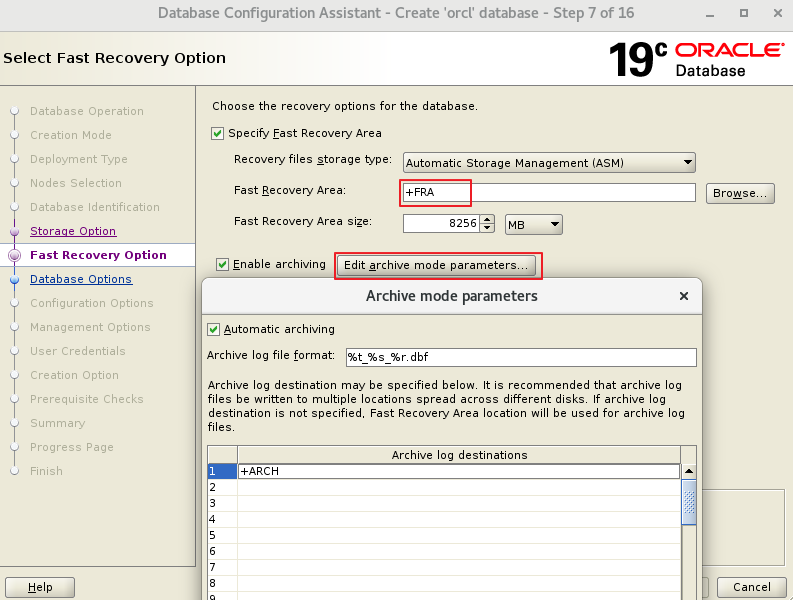 Database Configuration Assistant - Create 'orcl' database - Step 7 of 16
Select Fast Recovery Option
19c ORACLE
Database
Database Operation
Creation Mode
Deployment Type
Nodes Selection
Database Identification
Storage Option
Fast Recovery Option
Database Options
Configuration Options
Management Options
User Credentials
Creation Option
Prerequisite Checks
Summary
Progress Page
Finish
Choose the recovery options for the database.
Specify Fast Recovery Area
Recovery files storage type: Automatic Storage Management (ASM)
Fast Recovery Area: +FRA Browse...
Fast Recovery Area size: 8256 MB
Enable archiving Edit archive mode parameters...
Archive mode parameters
Automatic archiving
Archive log file format: %t_%s_%r.dbf
Archive log destination may be specified below. It is recommended that archive log
files be written to multiple locations spread across different disks. If archive log
destination is not specified, Fast Recovery Area location will be used for archive log
files.
Archive log destinations
1 +ARCH
2
3
4
5
6
7
8
9
Help
Cancel